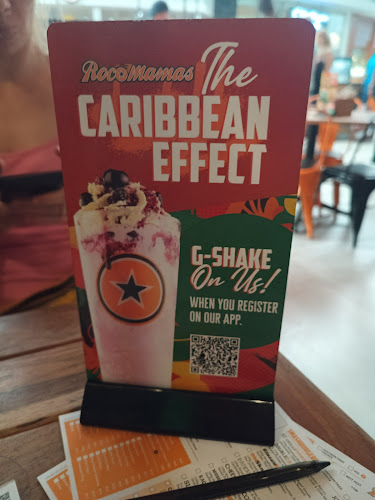 RocoMamas The
CARIBBEAN
EFFECT
G-SHAKE
On Us!
WHEN YOU REGISTER
ON OUR APP.